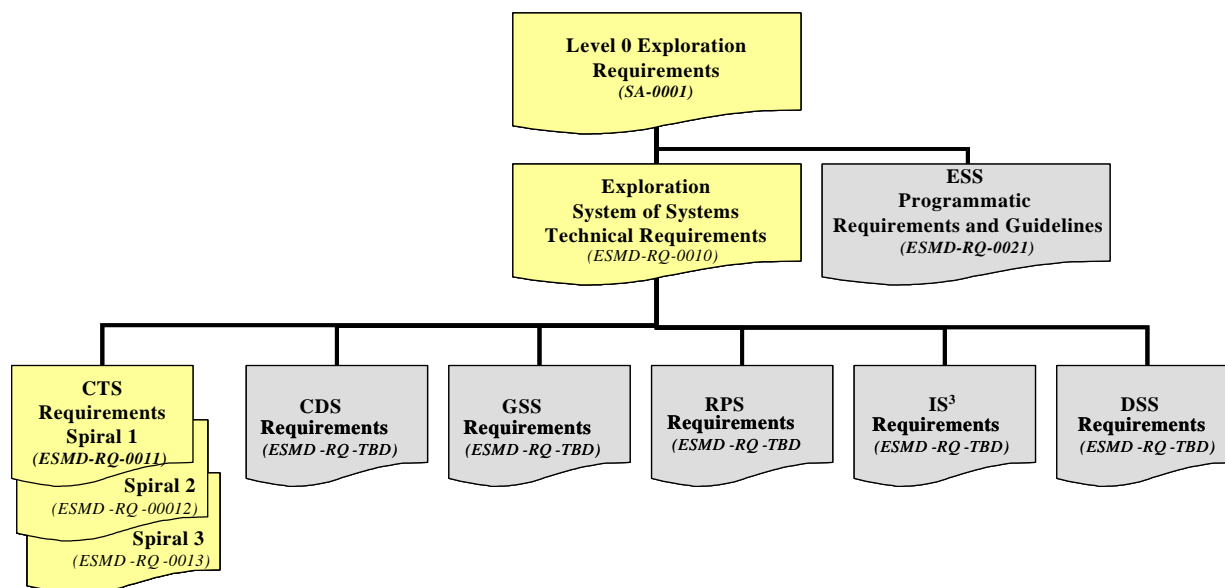 Level 0 Exploration
Requirements
(SA-0001)
Exploration
System of Systems
Technical Requirements
(ESMD-RQ-0010)
ESS
Programmatic
Requirements and Guidelines
(ESMD-RQ-0021)
CTS
Requirements
Spiral 1
(ESMD-RQ-0011)
Spiral 2
(ESMD -RQ -00012)
Spiral 3
(ESMD -RQ -0013)
CDS
Requirements
(ESMD -RQ -TBD)
GSS
Requirements
(ESMD -RQ -TBD)
RPS
Requirements
(ESMD -RQ -TBD
IS³
Requirements
(ESMD -RQ -TBD)
DSS
Requirements
(ESMD -RQ -TBD)